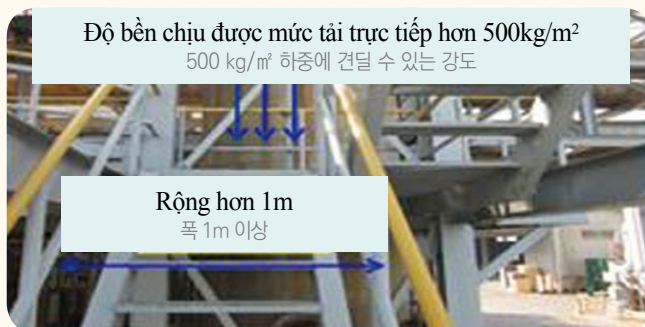 Độ bền chịu được mức tải trực tiếp hơn 500kg/m²
500 kg/㎡ 하중에 견딜 수 있는 강도
Rộng hơn 1m
폭 1m 이상